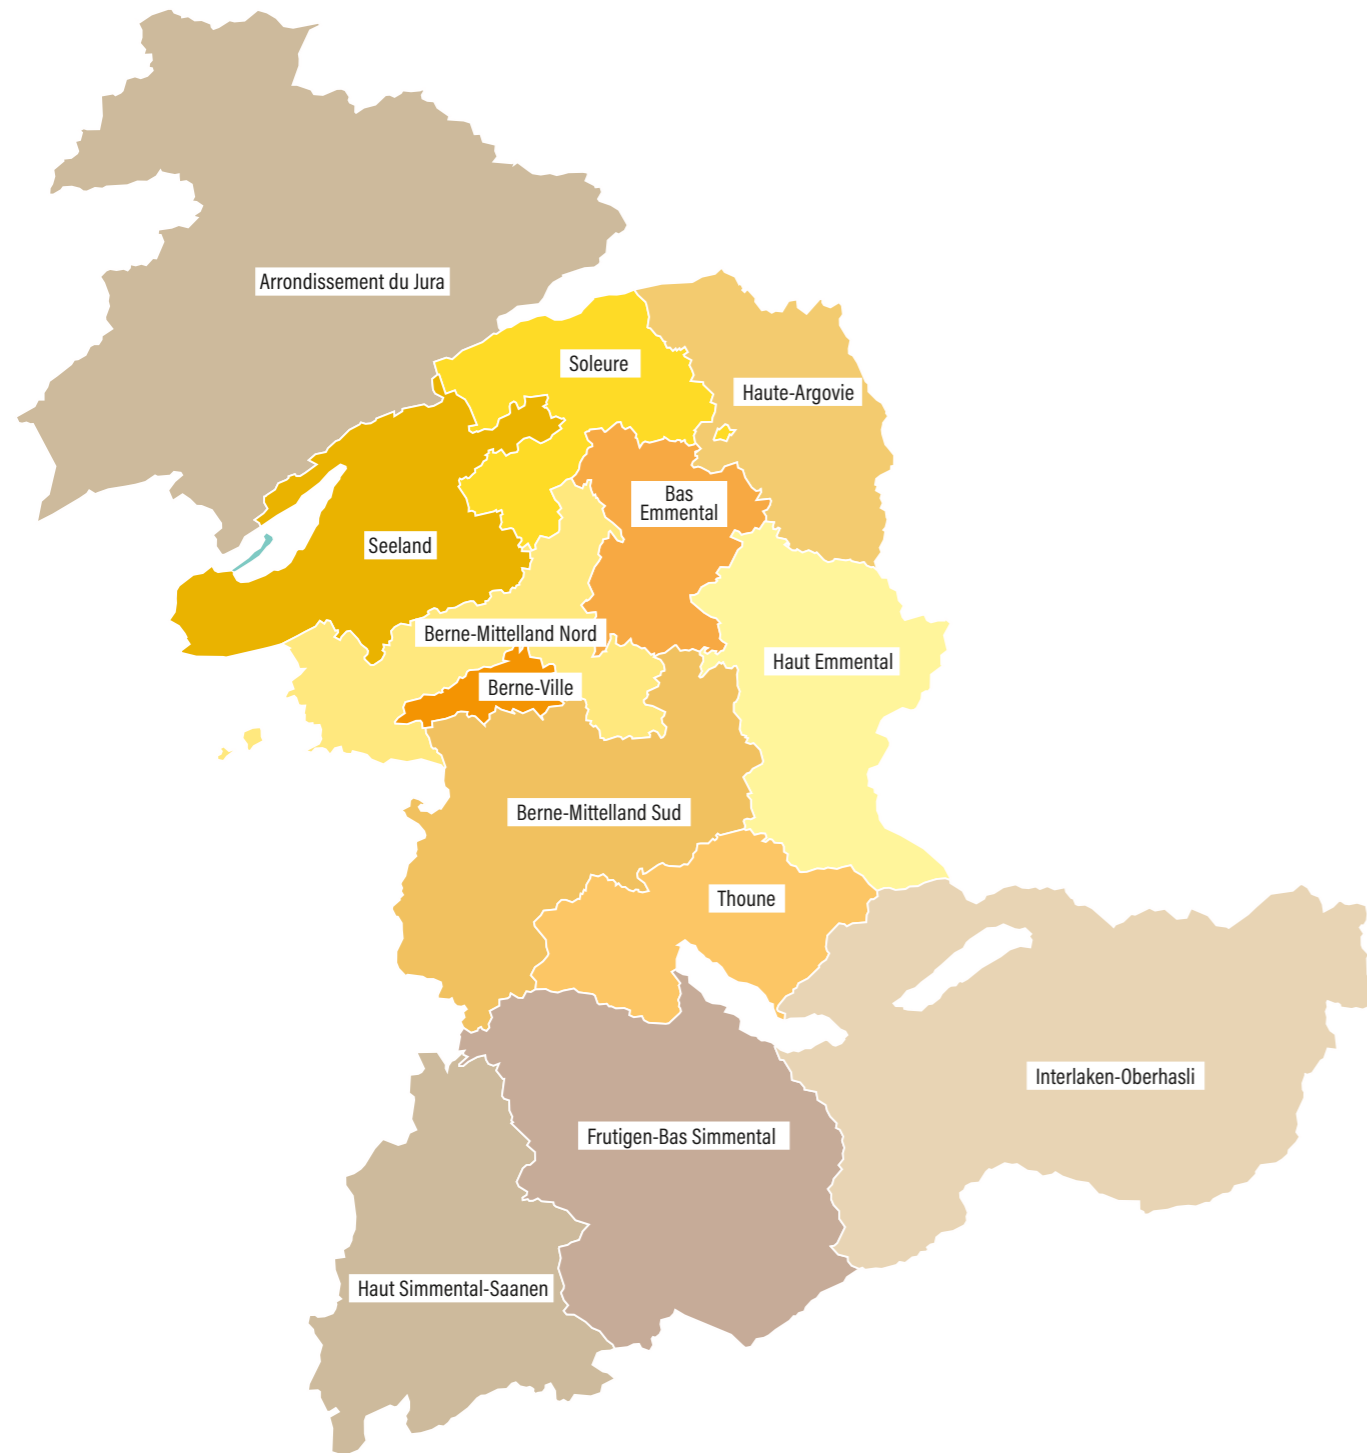 Arrondissement du Jura
Soleure
Haute-Argovie
Bas
Emmental
Seeland
Berne-Mittelland Nord
Haut Emmental
Berne-Ville
Berne-Mittelland Sud
Thoune
Interlaken-Oberhasli
Frutigen-Bas Simmental
Haut Simmental-Saanen